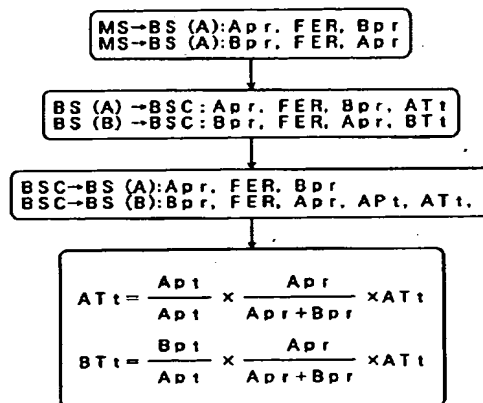 MS→BS (A):Apr, FER, Bpr
MS→BS (A):Bpr, FER, Apr
BS (A) →BSC:Apr, FER, Bpr, ATt
BS (B) →BSC:Bpr, FER, Apr, BTt
BSC→BS (A):Apr, FER, Bpr
BSC→BS (B):Bpr, FER, Apr, APt, ATt,
ATt= Apt/Apt × Apr/Apr+Bpr ×ATt
BTt= Bpt/Apt × Apr/Apr+Bpr ×ATt